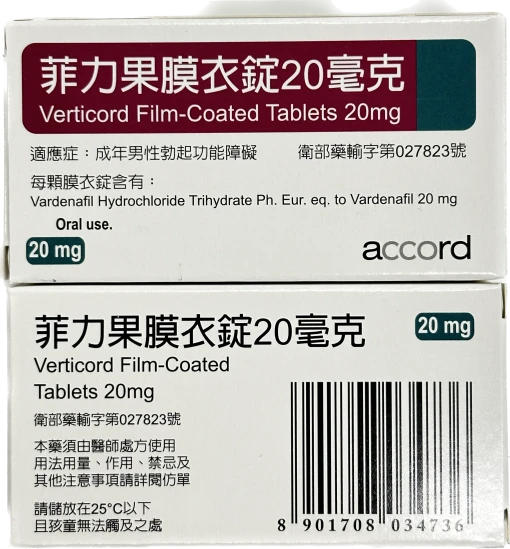 菲力果膜衣錠20毫克
Verticord Film-Coated Tablets 20mg
適應症：成年男性勃起功能障礙
衛部藥輸字第027823號
每顆膜衣錠含有：
Vardenafil Hydrochloride Trihydrate Ph. Eur. eq. to Vardenafil 20 mg
Oral use.
20 mg
accord
菲力果膜衣錠20毫克
20 mg
Verticord Film-Coated
Tablets 20mg
衛部藥輸字第027823號
本藥須由醫師處方使用
用法用量、作用、禁忌及
其他注意事項請詳閱仿單
請儲放在25°C以下
且孩童無法觸及之處
8 901708 034736